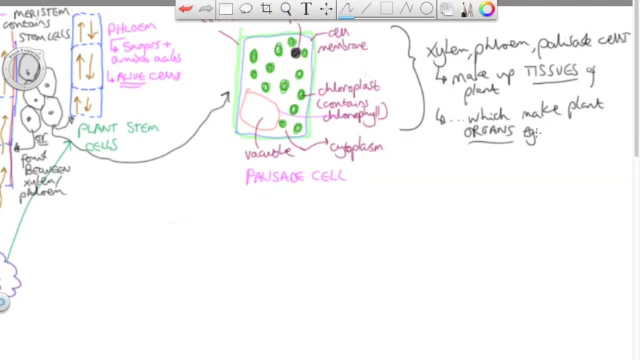 MERISTEM
contains
STEM CELLS
PHLOEM
↳ Sugars +
amino acids
↳ ALIVE CELLS
OR
found
BETWEEN
xylem/
phloem
PLANT STEM
CELLS
cell
membrane
chloroplast
(contains
chlorophyll)
vacuole
cytoplasm
PALISADE CELL
xylem, phloem, palisade cells
↳ make up TISSUES of
plant
↳ ...which make plant
ORGANS eg: